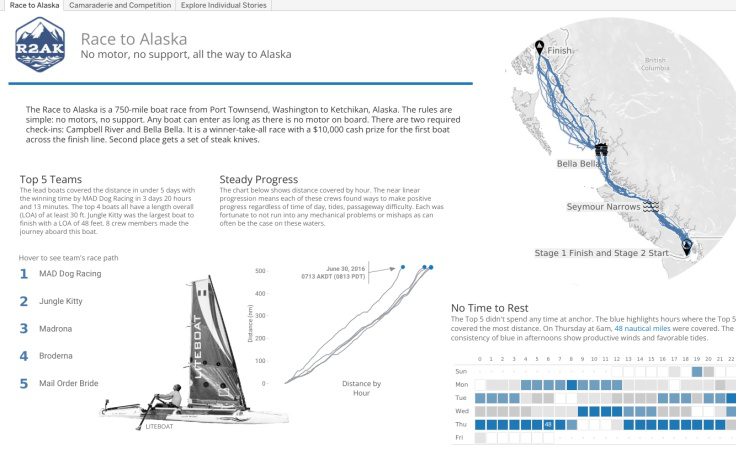 Race to Alaska
Camaraderie and Competition
Explore Individual Stories
R2AK
Race to Alaska
No motor, no support, all the way to Alaska
The Race to Alaska is a 750-mile boat race from Port Townsend, Washington to Ketchikan, Alaska. The rules are
simple: no motors, no support. Any boat can enter as long as there is no motor on board. There are two required
check-ins: Campbell River and Bella Bella. It is a winner-take-all race with a $10,000 cash prize for the first boat
across the finish line. Second place gets a set of steak knives.
Top 5 Teams
The lead boats covered the distance in under 5 days with
the winning time by MAD Dog Racing in 3 days 20 hours
and 13 minutes. The top 4 boats all have a length overall
(LOA) of at least 30 ft. Jungle Kitty was the largest boat to
finish with a LOA of 48 feet. 8 crew members made the
journey aboard this boat.
Steady Progress
The chart below shows distance covered by hour. The near linear
progression means each of these crews found ways to make positive
progress regardless of time of day, tides, passageway difficulty. Each was
fortunate to not run into any mechanical problems or mishaps as can
often be the case on these waters.
Hover to see team's race path
1 MAD Dog Racing
2 Jungle Kitty
3 Madrona
4 Broderna
5 Mail Order Bride
LITEBOAT
LITEBOAT
June 30, 2016
0713 AKDT (0813 PDT)
Distance (nm)
500
400
300
200
100
0
Distance by
Hour
Finish
British
Columbia
Bella Bella
Seymour Narrows
Stage 1 Finish and Stage 2 Start
No Time to Rest
The Top 5 didn't spend any time at anchor. The blue highlights hours where the Top 5
covered the most distance. On Thursday at 6am, 48 nautical miles were covered. The
consistency of blue in afternoons show productive winds and favorable tides.
0 1 2 3 4 5 6 7 8 9 10 11 12 13 14 15 16 17 18 19 20 21 22
Sun
Mon
Tue
Wed
Thu 48
Fri